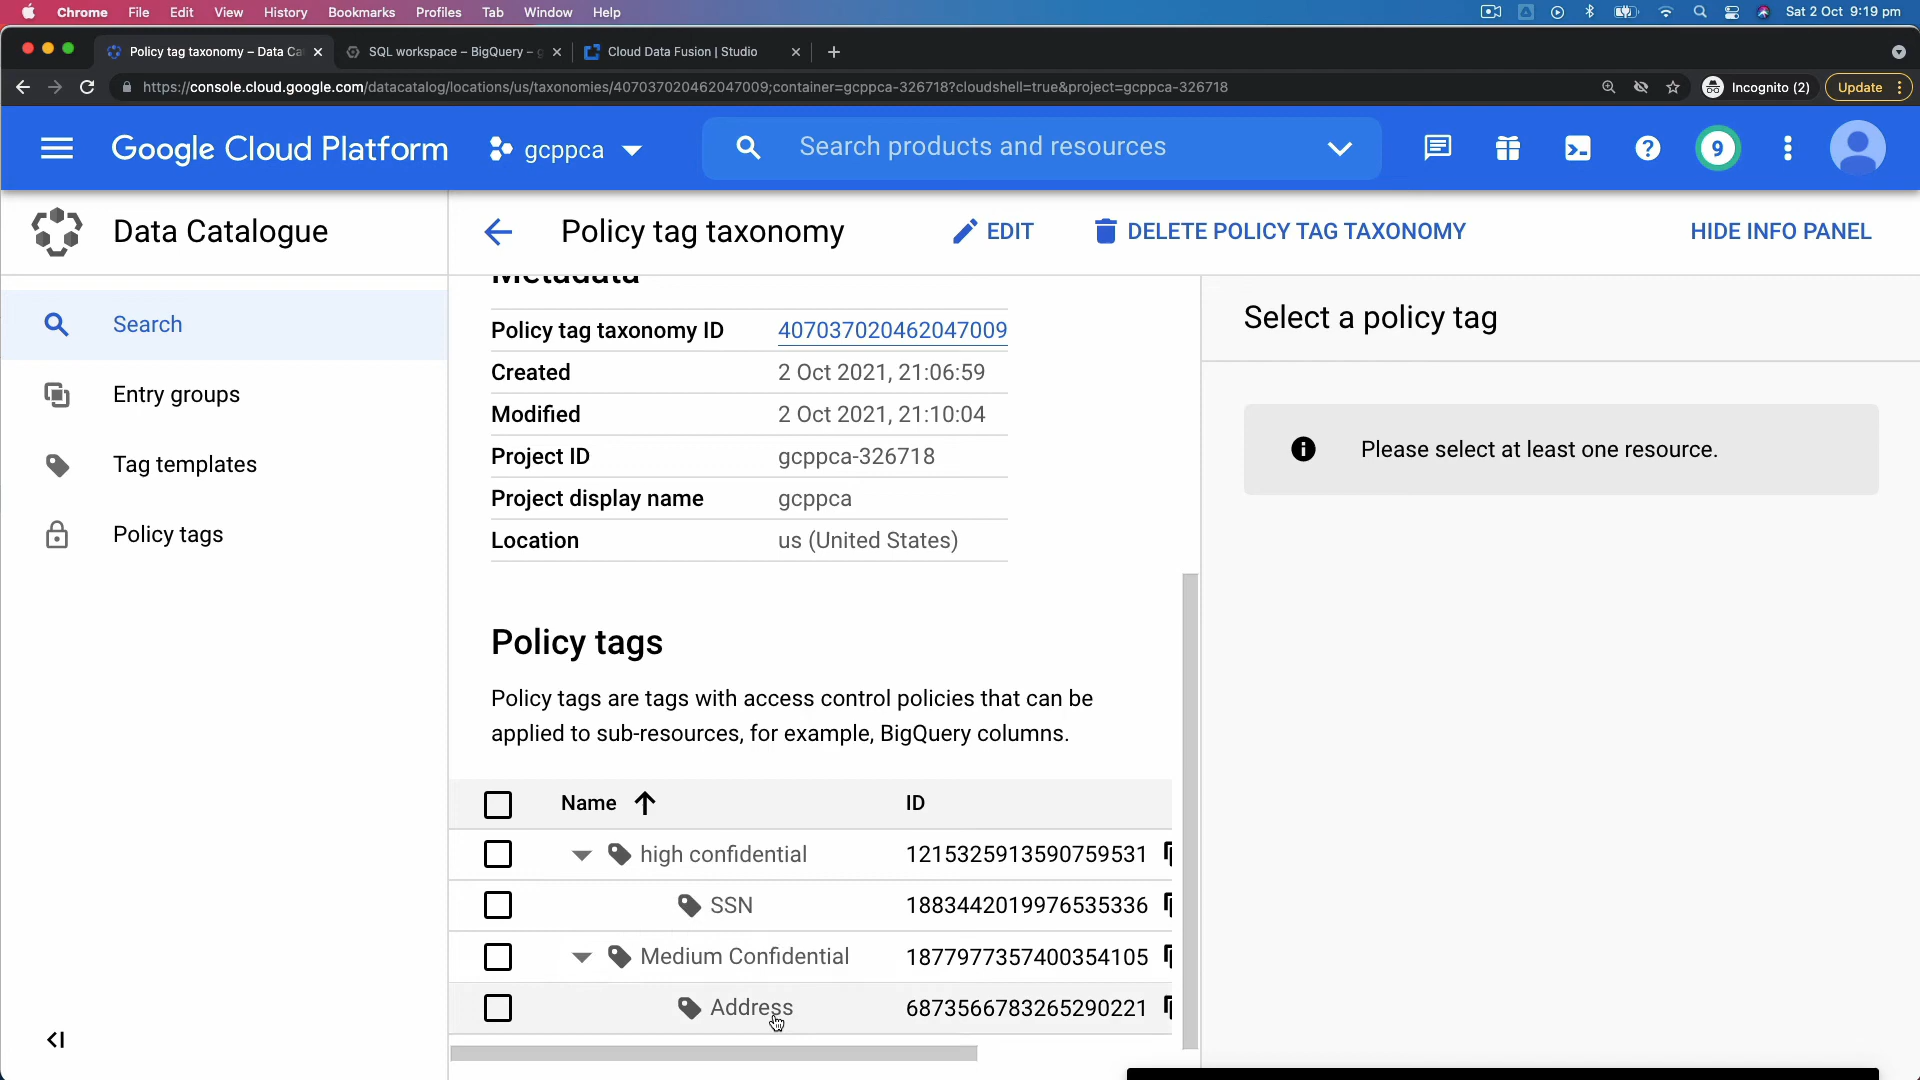 Chrome File Edit View History Bookmarks Profiles Tab Window Help Sat 2 Oct 9:19 pm
Policy tag taxonomy – Data Ca SQL workspace – BigQuery – Cloud Data Fusion | Studio
https://console.cloud.google.com/datacatalog/locations/us/taxonomies/407037020462047009;container=gcppca-326718?cloudshell=true&project=gcppca-326718 Incognito (2) Update
Google Cloud Platform gcppca Search products and resources 9
Data Catalogue
Policy tag taxonomy EDIT DELETE POLICY TAG TAXONOMY HIDE INFO PANEL
Search
Entry groups
Tag templates
Policy tags
Metadata
Policy tag taxonomy ID 407037020462047009
Created 2 Oct 2021, 21:06:59
Modified 2 Oct 2021, 21:10:04
Project ID gcppca-326718
Project display name gcppca
Location us (United States)
Policy tags
Policy tags are tags with access control policies that can be
applied to sub-resources, for example, BigQuery columns.
Name ID
high confidential 1215325913590759531
SSN 1883442019976535336
Medium Confidential 1877977357400354105
Address 6873566783265290221
Select a policy tag
Please select at least one resource.